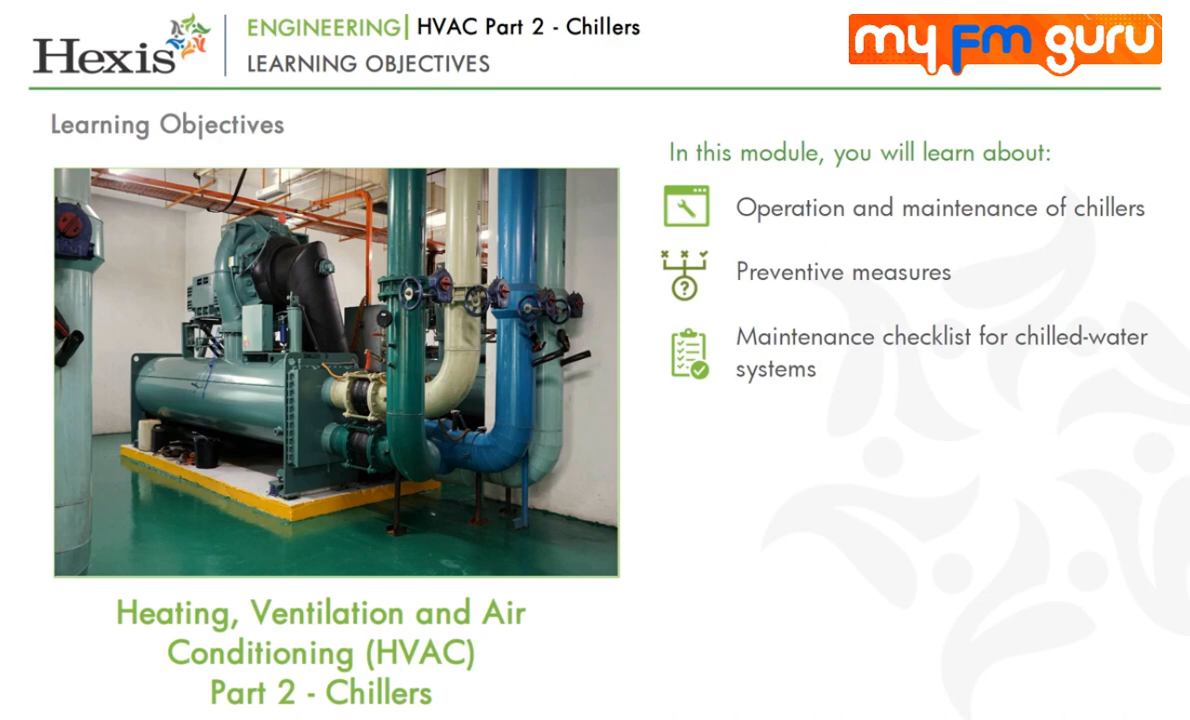 Hexis
ENGINEERING| HVAC Part 2 - Chillers
LEARNING OBJECTIVES
my fm guru
Learning Objectives
In this module, you will learn about:
Operation and maintenance of chillers
Preventive measures
Maintenance checklist for chilled-water
systems
Heating, Ventilation and Air
Conditioning (HVAC)
Part 2 - Chillers